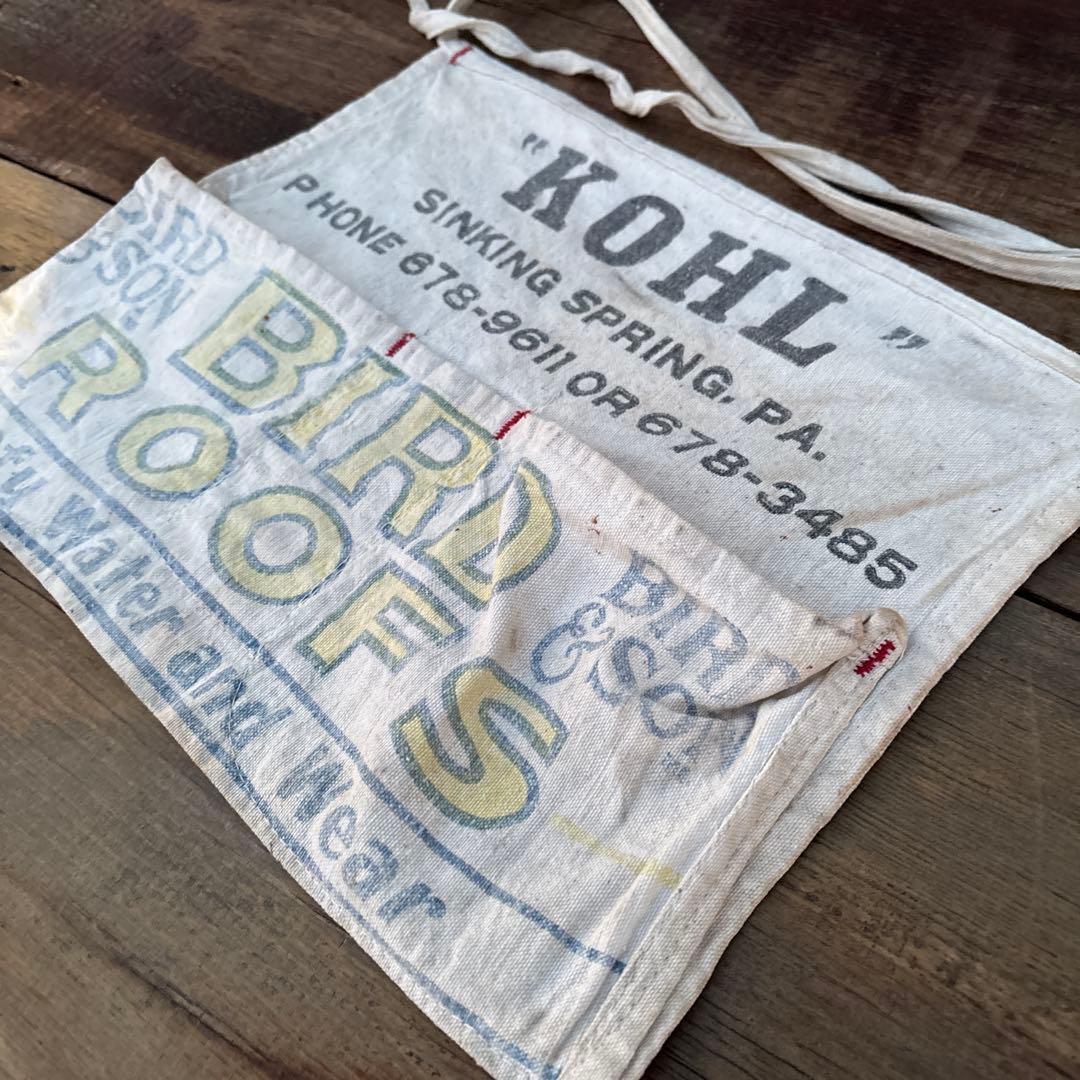 "KOHL"
SINKING SPRING, PA.
PHONE 678-9611 OR 678-3485
BIRD
& SON
BIRD
ROOFS
BIRD
& SON
Water and Wear